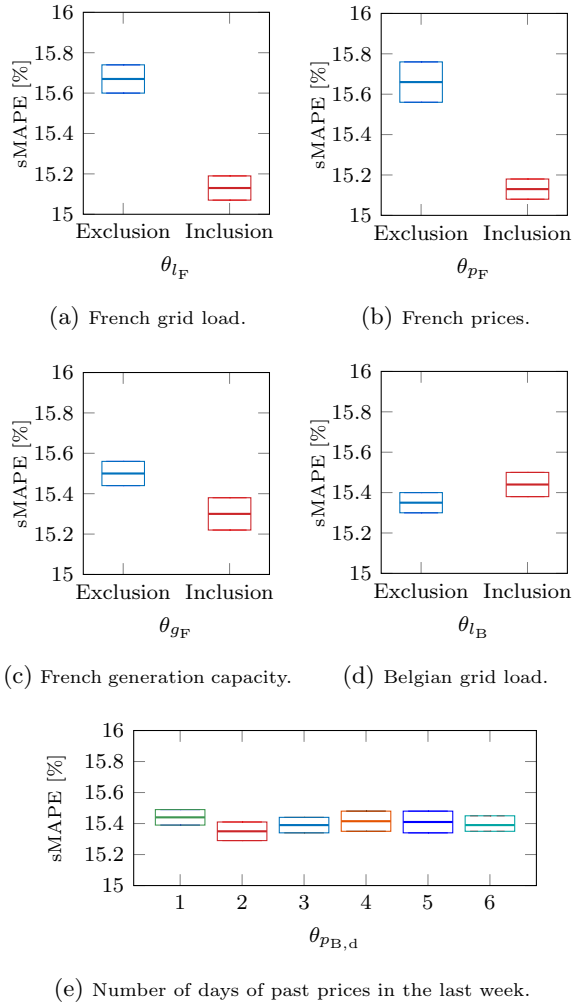 16
15.8
15.6
15.4
15.2
15
sMAPE [%]
Exclusion Inclusion
θ_{l_F}
(a) French grid load.
16
15.8
15.6
15.4
15.2
15
sMAPE [%]
Exclusion Inclusion
θ_{p_F}
(b) French prices.
16
15.8
15.6
15.4
15.2
15
sMAPE [%]
Exclusion Inclusion
θ_{g_F}
(c) French generation capacity.
16
15.8
15.6
15.4
15.2
15
sMAPE [%]
Exclusion Inclusion
θ_{l_B}
(d) Belgian grid load.
16
15.8
15.6
15.4
15.2
15
sMAPE [%]
1 2 3 4 5 6
θ_{p_{B,d}}
(e) Number of days of past prices in the last week.